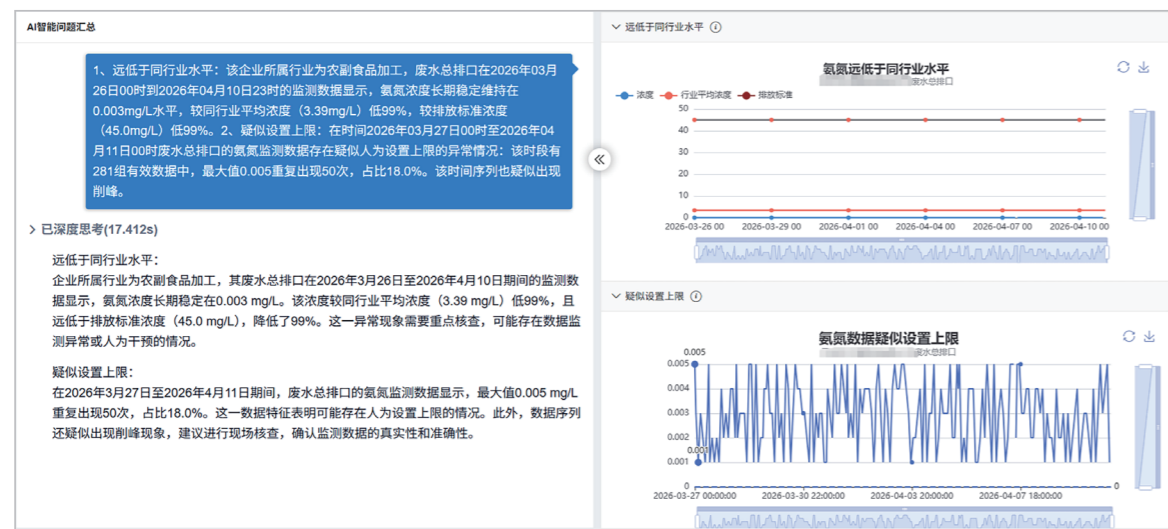 AI智能问题汇总
1、远低于同行业水平：该企业所属行业为农副食品加工，废水总排口在2026年03月
26日00时到2026年04月10日23时的监测数据显示，氨氮浓度长期稳定维持在
0.003mg/L水平，较同行业平均浓度（3.39mg/L）低99%，较排放标准浓度
（45.0mg/L）低99%。2、疑似设置上限：在时间2026年03月27日00时至2026年04
月11日00时废水总排口的氨氮监测数据存在疑似人为设置上限的异常情况：该时段有
281组有效数据中，最大值0.005重复出现50次，占比18.0%。该时间序列也疑似出现
削峰。
已深度思考(17.412s)
远低于同行业水平：
企业所属行业为农副食品加工，其废水总排口在2026年3月26日至2026年4月10日期间的监测数
据显示，氨氮浓度长期稳定在0.003 mg/L。该浓度较同行业平均浓度（3.39 mg/L）低99%，且
远低于排放标准浓度（45.0 mg/L），降低了99%。这一异常现象需要重点核查，可能存在数据监
测异常或人为干预的情况。
疑似设置上限：
在2026年3月27日至2026年4月11日期间，废水总排口的氨氮监测数据显示，最大值0.005 mg/L
重复出现50次，占比18.0%。这一数据特征表明可能存在人为设置上限的情况。此外，数据序列
还疑似出现削峰现象，建议进行现场核查，确认监测数据的真实性和准确性。
远低于同行业水平
氨氮远低于同行业水平
废水总排口
浓度 行业平均浓度 排放标准
50
40
30
20
10
0
2026-03-26 00 2026-03-29 00 2026-04-01 00 2026-04-04 00 2026-04-07 00 2026-04-10 00
疑似设置上限
氨氮数据疑似设置上限
水总排口
0.005
0.005
0.004
0.003
0.002
0.001
0.001
0 0
2026-03-27 00:00:00 2026-03-30 22:00:00 2026-04-03 20:00:00 2026-04-07 18:00:00